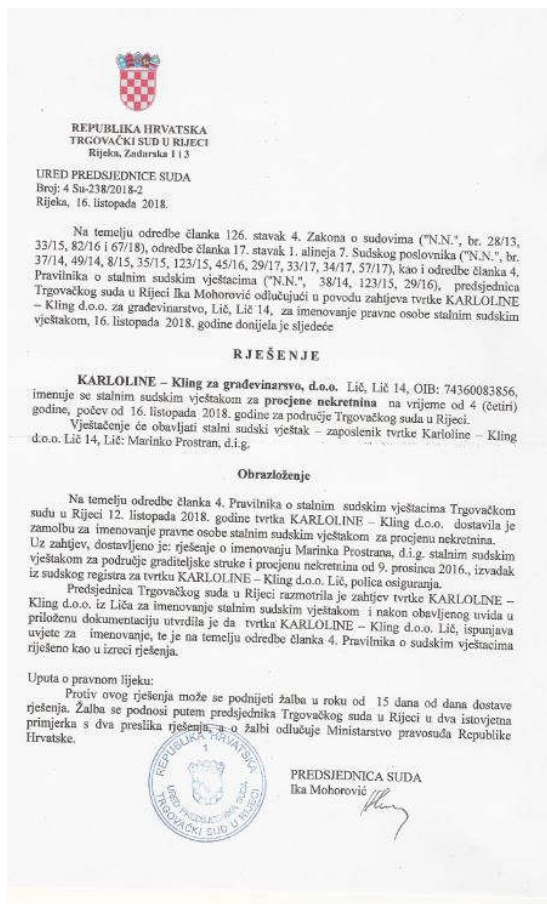 REPUBLIKA HRVATSKA
TRGOVAČKI SUD U RIJECI
Rijeka, Zadarska 1 i 3
URED PREDSJEDNICE SUDA
Broj: 4 Su-238/2018-2
Rijeka, 16. listopada 2018.
Na temelju odredbe članka 126. stavak 4. Zakona o sudovima ("N.N.", br. 28/13,
33/15, 82/16 i 67/18), odredbe članka 17. stavak 1. alineja 7. Sudskog poslovnika ("N.N.", br.
37/14, 49/14, 8/15, 35/15, 123/15, 45/16, 29/17, 33/17, 34/17, 57/17), kao i odredbe članka 4.
Pravilnika o stalnim sudskim vještacima ("N.N.", 38/14, 123/15, 29/16), predsjednica
Trgovačkog suda u Rijeci Ika Mohorović odlučujući u povodu zahtjeva tvrtke KARLOLINE
– Kling d.o.o. za građevinarstvo, Lič, Lič 14, za imenovanje pravne osobe stalnim sudskim
vještakom, 16. listopada 2018. godine donijela je sljedeće
RJEŠENJE
KARLOLINE – Kling za građevinarsvo, d.o.o. Lič, Lič 14, OIB: 74360083856,
imenuje se stalnim sudskim vještakom za procjene nekretnina na vrijeme od 4 (četiri)
godine, počev od 16. listopada 2018. godine za područje Trgovačkog suda u Rijeci.
Vještačenje će obavljati stalni sudski vještak – zaposlenik tvrtke Karloline – Kling
d.o.o. Lič 14, Lič: Marinko Prostran, d.i.g.
Obrazloženje
Na temelju odredbe članka 4. Pravilnika o stalnim sudskim vještacima Trgovačkom
sudu u Rijeci 12. listopada 2018. godine tvrtka KARLOLINE – Kling d.o.o. dostavila je
zamolbu za imenovanje pravne osobe stalnim sudskim vještakom za procjenu nekretnina.
Uz zahtjev, dostavljeno je: rješenje o imenovanju Marinka Prostrana, d.i.g. stalnim sudskim
vještakom za područje graditeljske struke i procjenu nekretnina od 9. prosinca 2016., izvadak
iz sudskog registra za tvrtku KARLOLINE – Kling d.o.o. Lič, polica osiguranja.
Predsjednica Trgovačkog suda u Rijeci razmotrila je zahtjev tvrtke KARLOLINE –
Kling d.o.o. iz Liča za imenovanje stalnim sudskim vještakom i nakon obavljenog uvida u
priloženu dokumentaciju utvrdila je da tvrtka KARLOLINE – Kling d.o.o. Lič, ispunjava
uvjete za imenovanje, te je na temelju odredbe članka 4. Pravilnika o sudskim vještacima
riješeno kao u izreci rješenja.
Uputa o pravnom lijeku:
Protiv ovog rješenja može se podnijeti žalba u roku od 15 dana od dana dostave
rješenja. Žalba se podnosi putem predsjednika Trgovačkog suda u Rijeci u dva istovjetna
primjerka s dva preslika rješenja, a o žalbi odlučuje Ministarstvo pravosuđa Republike
Hrvatske.
REPUBLIKA HRVATSKA
1
URED PREDSJEDNIKA SUDA
TRGOVAČKI SUD U RIJECI
PREDSJEDNICA SUDA
Ika Mohorović